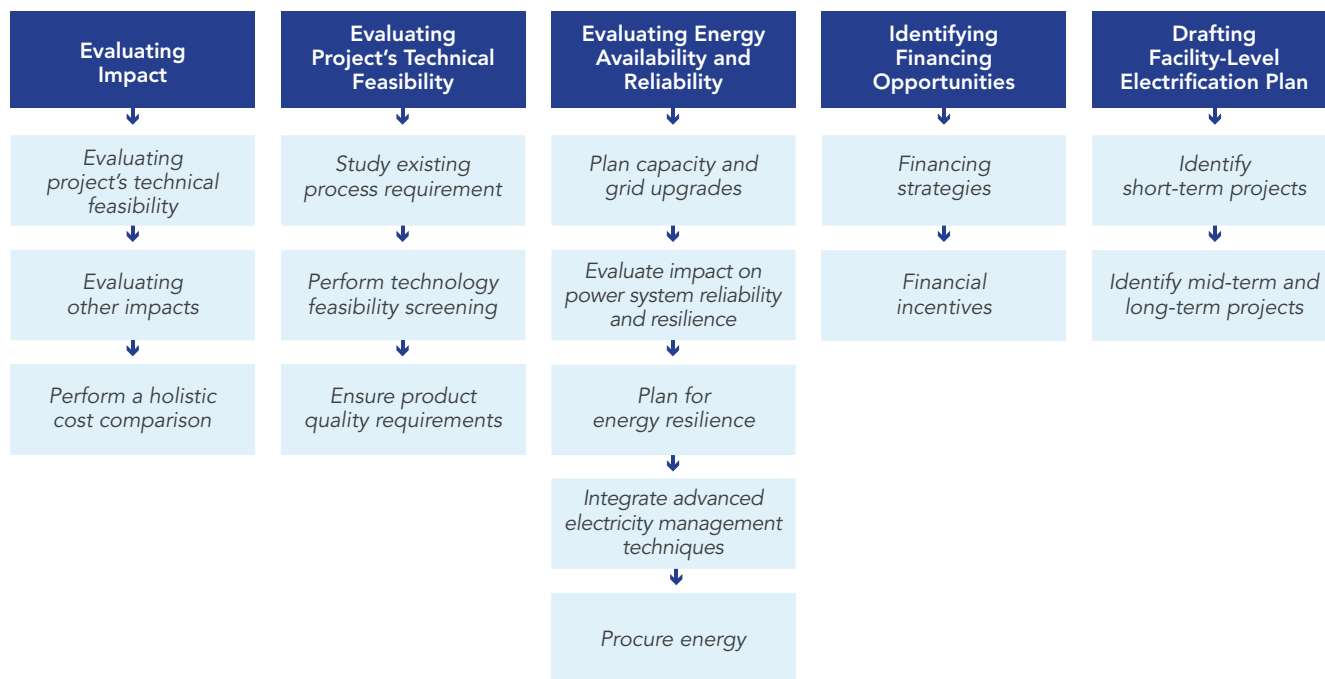 Evaluating
Impact
Evaluating
project's technical
feasibility
Evaluating
other impacts
Perform a holistic
cost comparison
Evaluating
Project's Technical
Feasibility
Study existing
process requirement
Perform technology
feasibility screening
Ensure product
quality requirements
Evaluating Energy
Availability and
Reliability
Plan capacity and
grid upgrades
Evaluate impact on
power system reliability
and resilience
Plan for
energy resilience
Integrate advanced
electricity management
techniques
Procure energy
Identifying
Financing
Opportunities
Financing
strategies
Financial
incentives
Drafting
Facility-Level
Electrification Plan
Identify
short-term projects
Identify mid-term and
long-term projects